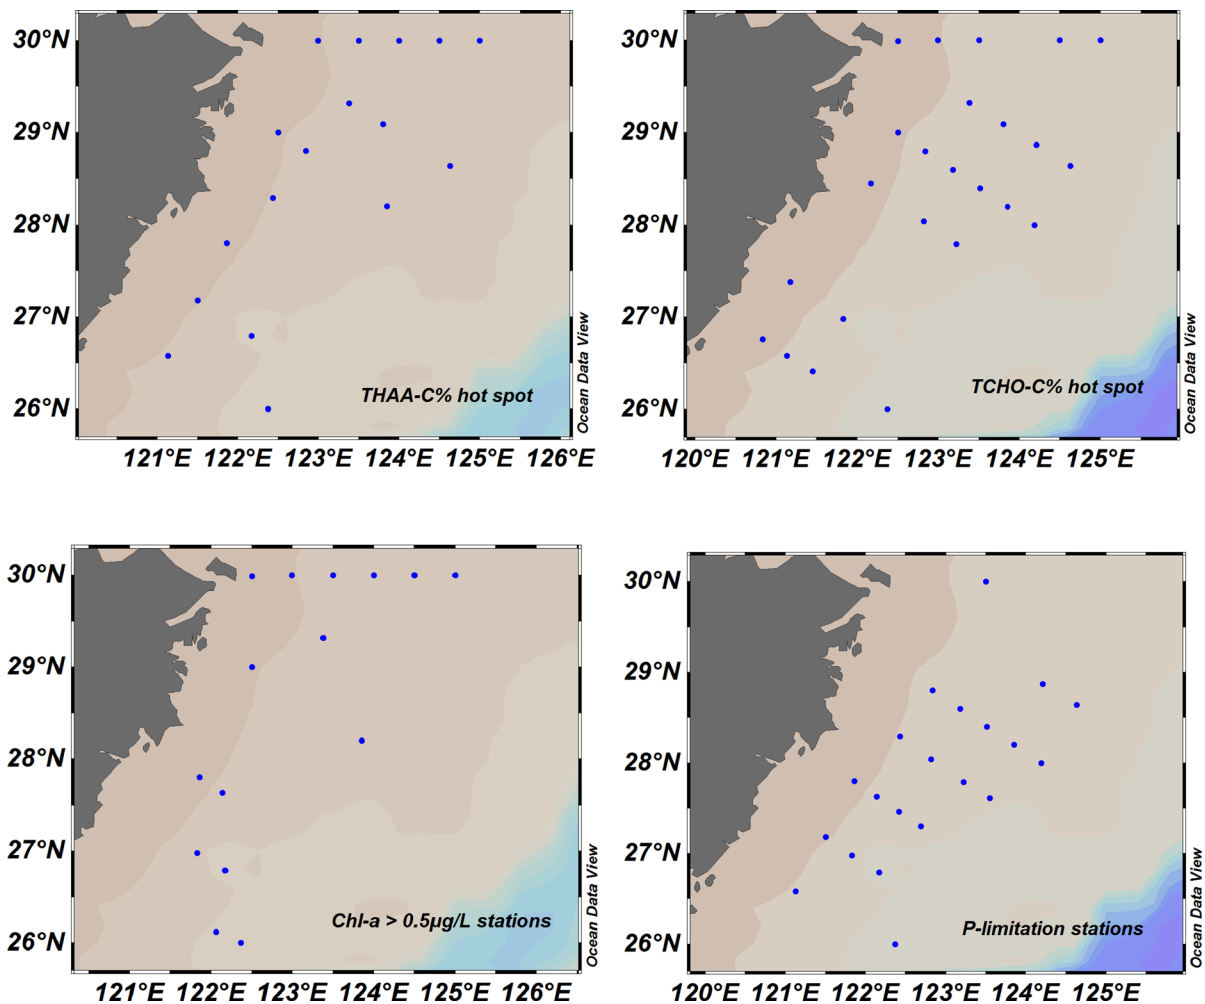 30°N
29°N
28°N
27°N
26°N
THAA-C% hot spot
Ocean Data View
121°E 122°E 123°E 124°E 125°E 126°E
30°N
29°N
28°N
27°N
26°N
TCHO-C% hot spot
Ocean Data View
120°E 121°E 122°E 123°E 124°E 125°E
30°N
29°N
28°N
27°N
26°N
Chl-a > 0.5µg/L stations
Ocean Data View
121°E 122°E 123°E 124°E 125°E 126°E
30°N
29°N
28°N
27°N
26°N
P-limitation stations
Ocean Data View
120°E 121°E 122°E 123°E 124°E 125°E